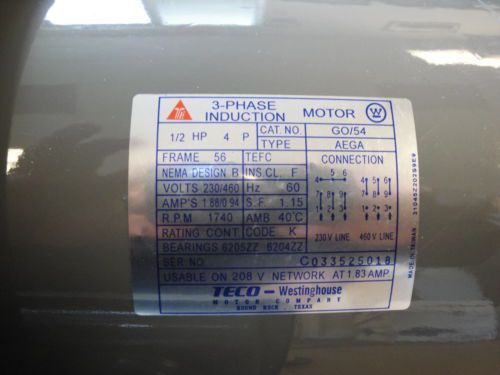 3-PHASE
INDUCTION MOTOR
1/2 HP 4 P CAT. NO. GO/54
TYPE AEGA
FRAME 56 TEFC CONNECTION
NEMA DESIGN B INS CL. F
VOLTS 230/460 Hz 60
AMP'S 1.88/0.94 S.F. 1.15
R.P.M 1740 AMB 40°C
RATING CONT CODE K
230 V LINE 460 V LINE
BEARINGS 6205ZZ 6204ZZ
SER NO. C033525018
USABLE ON 208 V NETWORK AT 1.83 AMP
TECO - Westinghouse
MOTOR COMPANY
ROUND ROCK, TEXAS
MADE IN TAIWAN